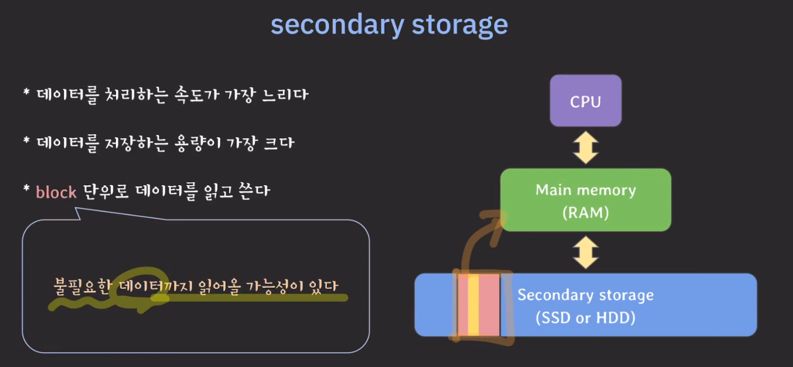 secondary storage
* 데이터를 처리하는 속도가 가장 느리다
* 데이터를 저장하는 용량이 가장 크다
* block 단위로 데이터를 읽고 쓴다
불필요한 데이터까지 읽어올 가능성이 있다
CPU
Main memory
(RAM)
Secondary storage
(SSD or HDD)